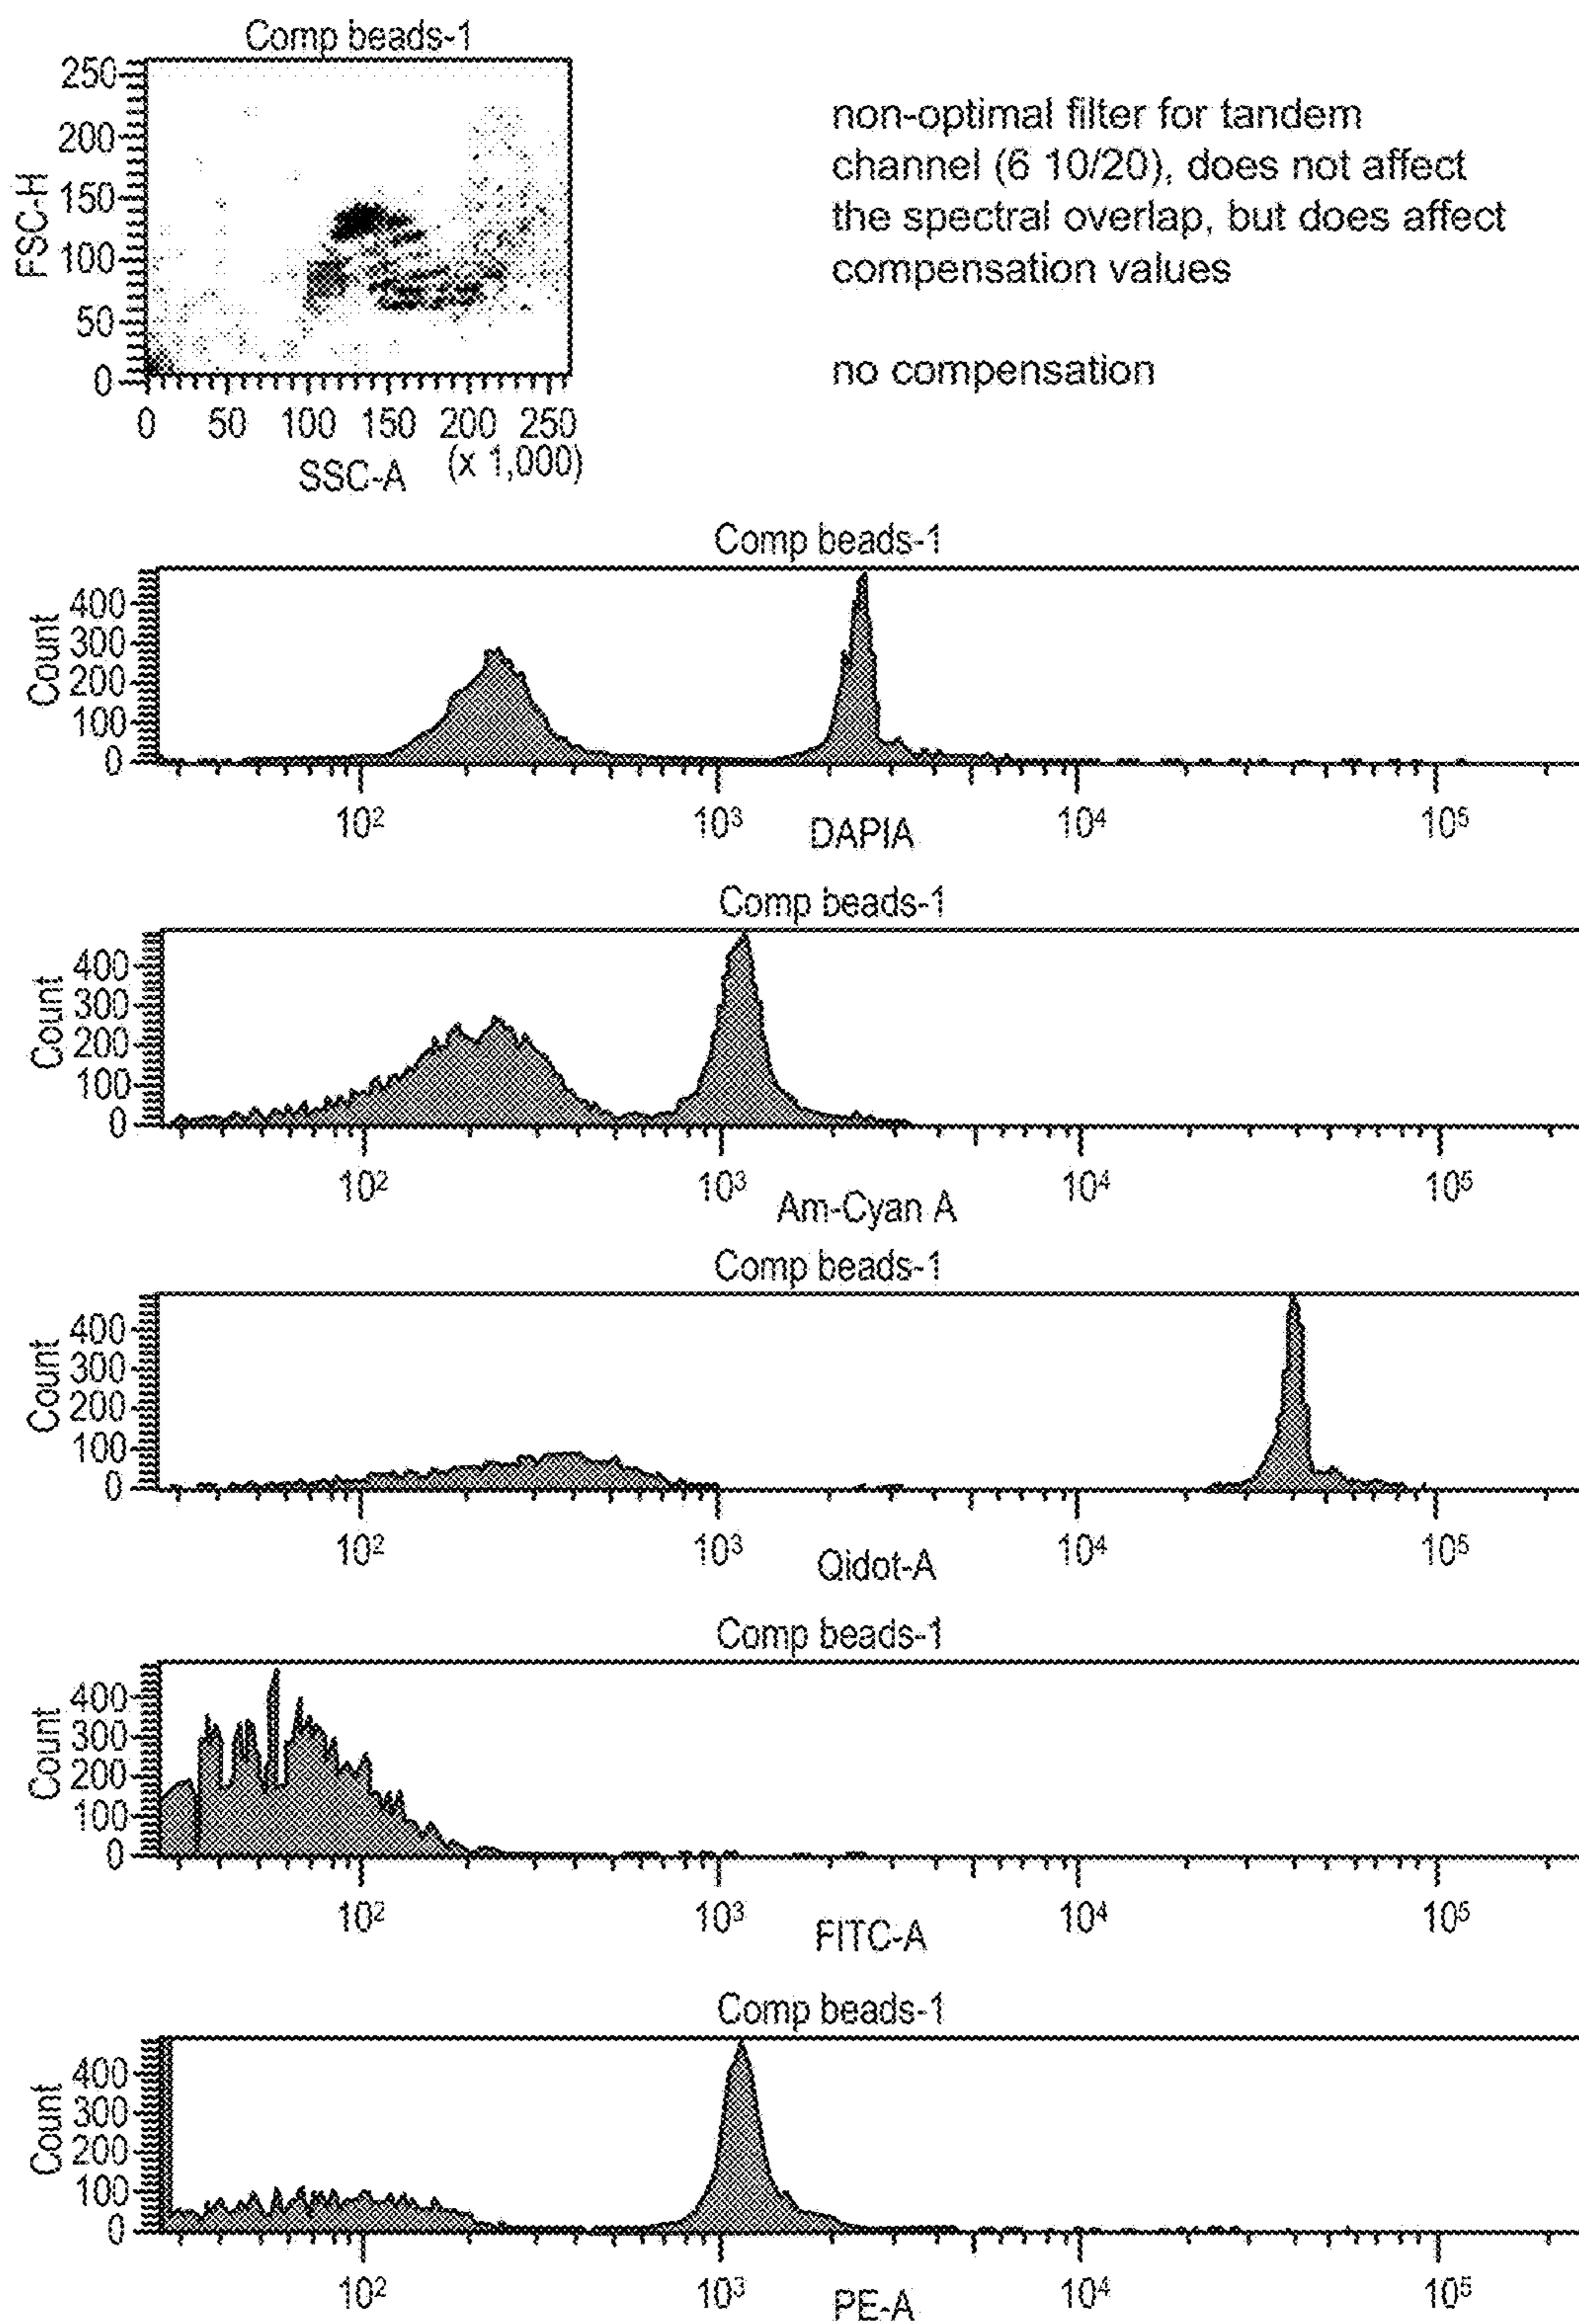 Comp beads-1
250
200
150
100
50
0
FSC-H
0 50 100 150 200 250
(x 1,000)
SSC-A
non-optimal filter for tandem
channel (6 10/20), does not affect
the spectral overlap, but does affect
compensation values
no compensation
Comp beads-1
400
300
200
100
0
Count
10² 10³ 10⁴ 10⁵
DAPIA
Comp beads-1
400
300
200
100
0
Count
10² 10³ 10⁴ 10⁵
Am-Cyan A
Comp beads-1
400
300
200
100
0
Count
10² 10³ 10⁴ 10⁵
Qidot-A
Comp beads-1
400
300
200
100
0
Count
10² 10³ 10⁴ 10⁵
FITC-A
Comp beads-1
400
300
200
100
0
Count
10² 10³ 10⁴ 10⁵
PE-A